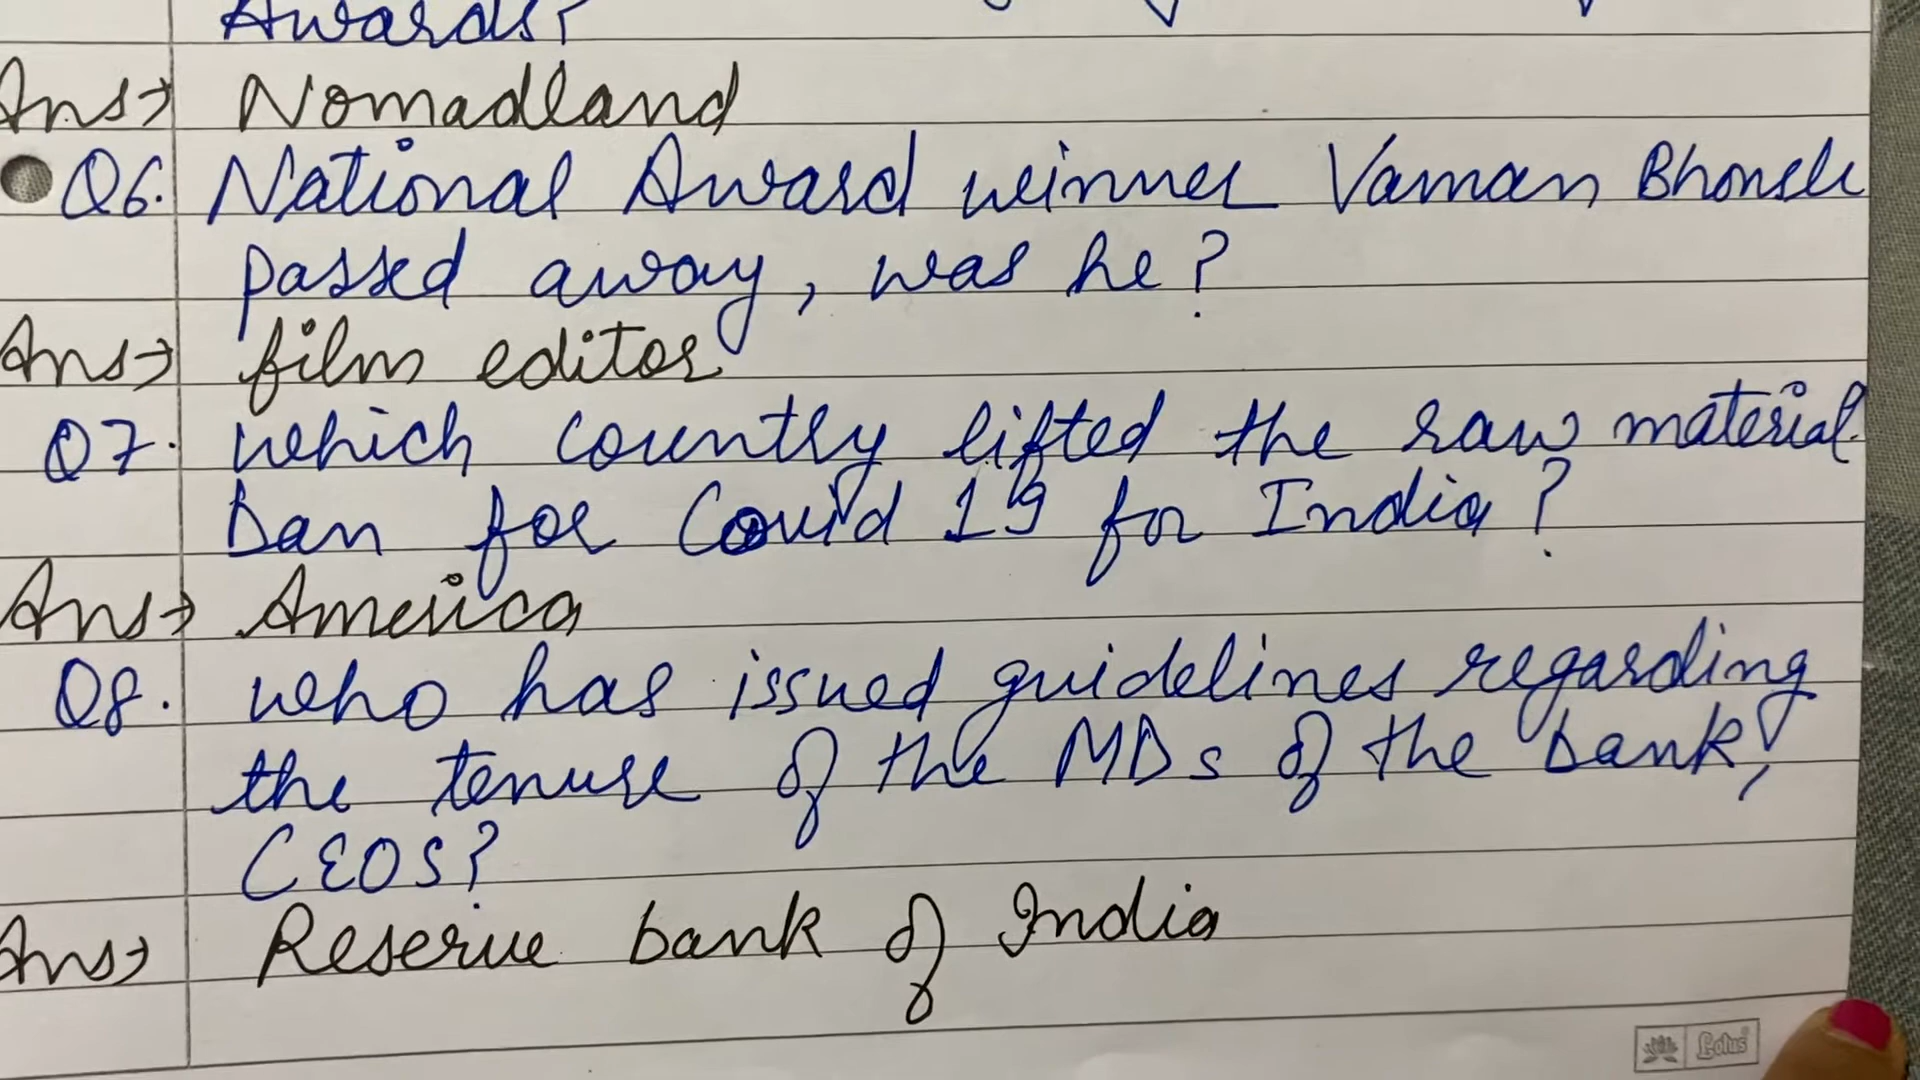 Awards?
Ans→ Nomadland
Q6. National Award winner Vaman Bhonsle
passed away, was he?
Ans→ film editor
Q7. which country lifted the raw material
ban for Covid 19 for India?
Ans→ America
Q8. who has issued guidelines regarding
the tenure of the MDs of the bank,
CEOS?
Ans→ Reserve bank of India
Lotus